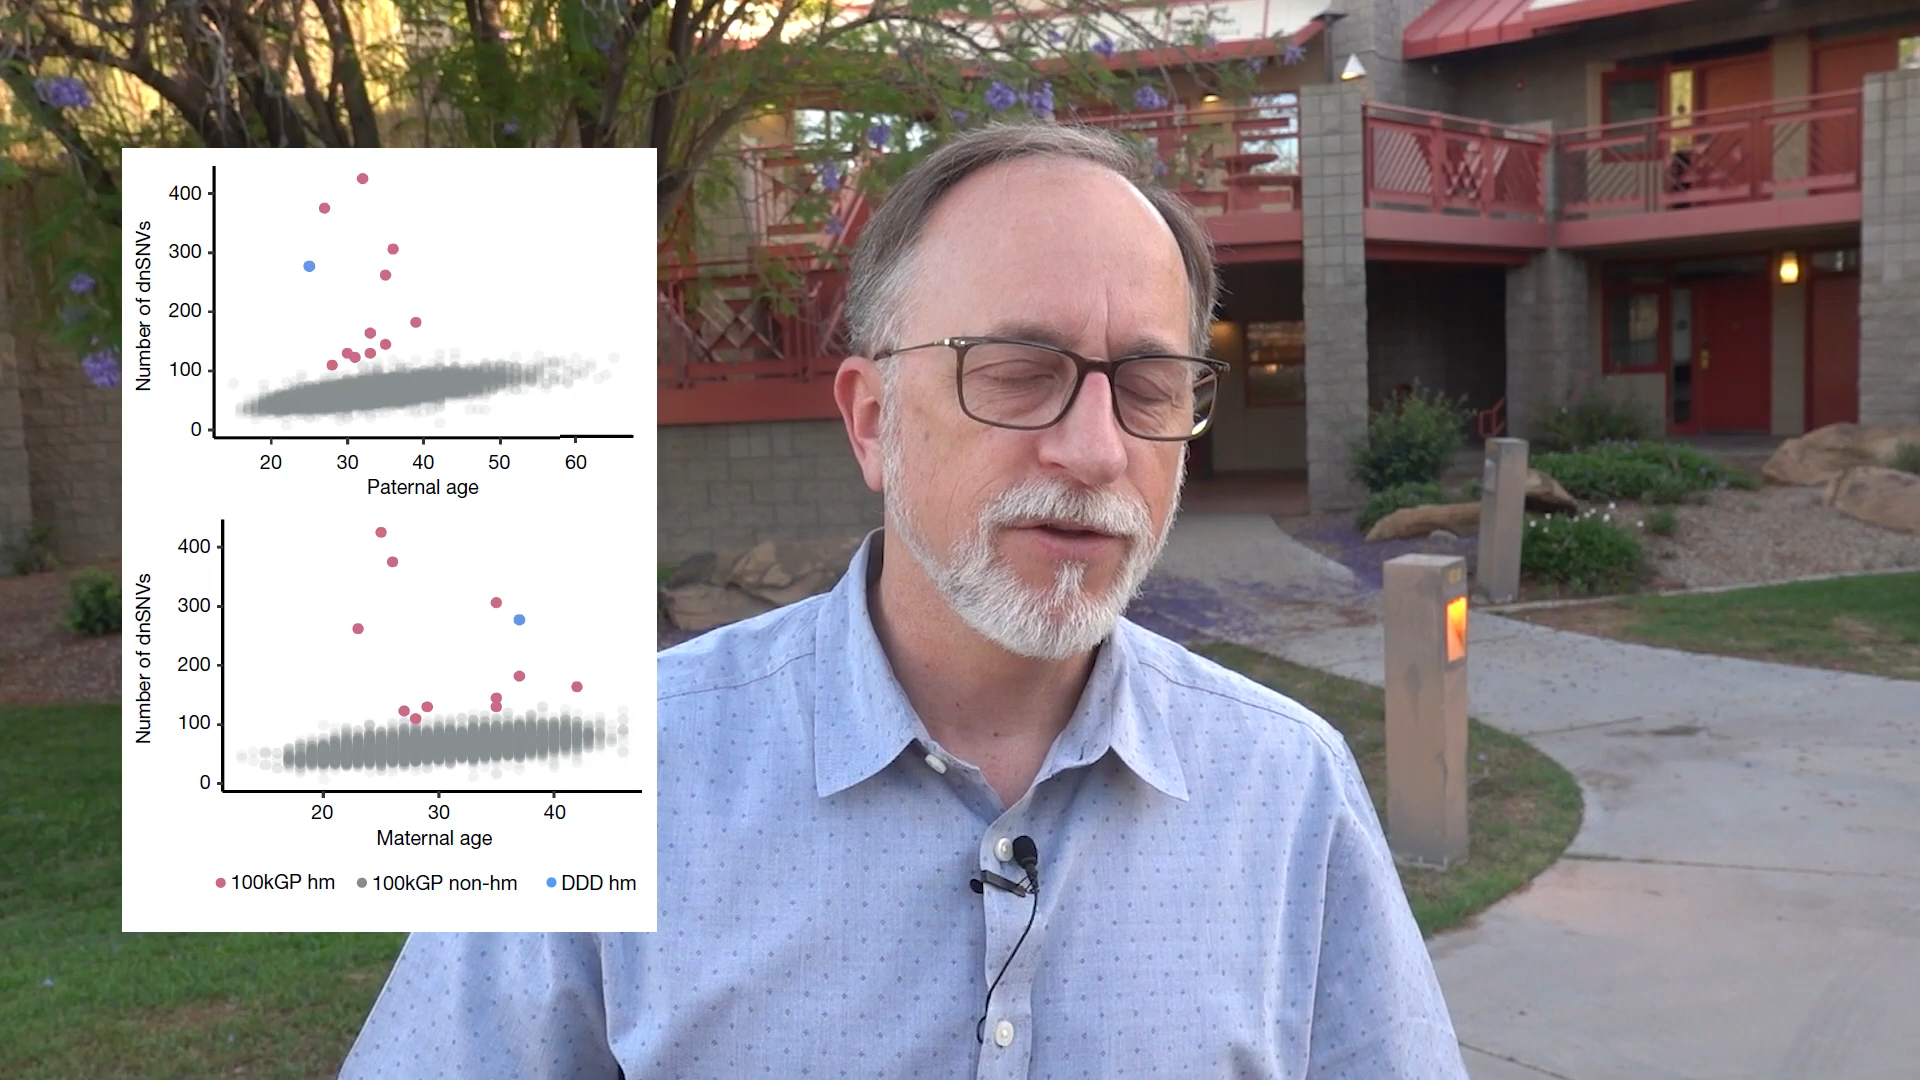 400
300
200
100
0
Number of dnSNVs
20 30 40 50 60
Paternal age
400
300
200
100
0
Number of dnSNVs
20 30 40
Maternal age
100kGP hm 100kGP non-hm DDD hm